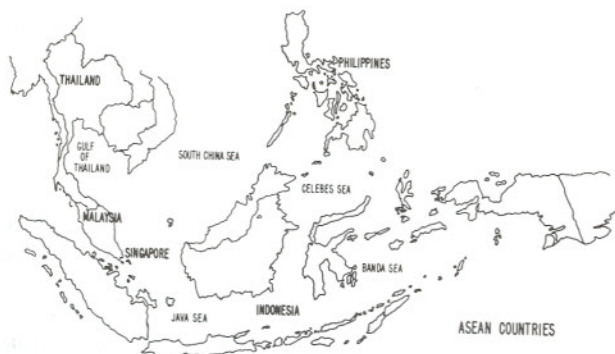 PHILIPPINES
THAILAND
GULF
OF
THAILAND
SOUTH CHINA SEA
CELEBES SEA
MALAYSIA
SINGAPORE
BANDA SEA
INDONESIA
JAVA SEA
ASEAN COUNTRIES